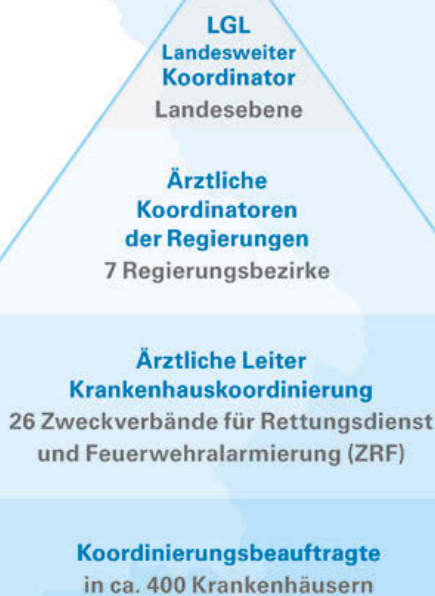 LGL
Landesweiter
Koordinator
Landesebene
Ärztliche
Koordinatoren
der Regierungen
7 Regierungsbezirke
Ärztliche Leiter
Krankenhauskoordinierung
26 Zweckverbände für Rettungsdienst
und Feuerwehralarmierung (ZRF)
Koordinierungsbeauftragte
in ca. 400 Krankenhäusern